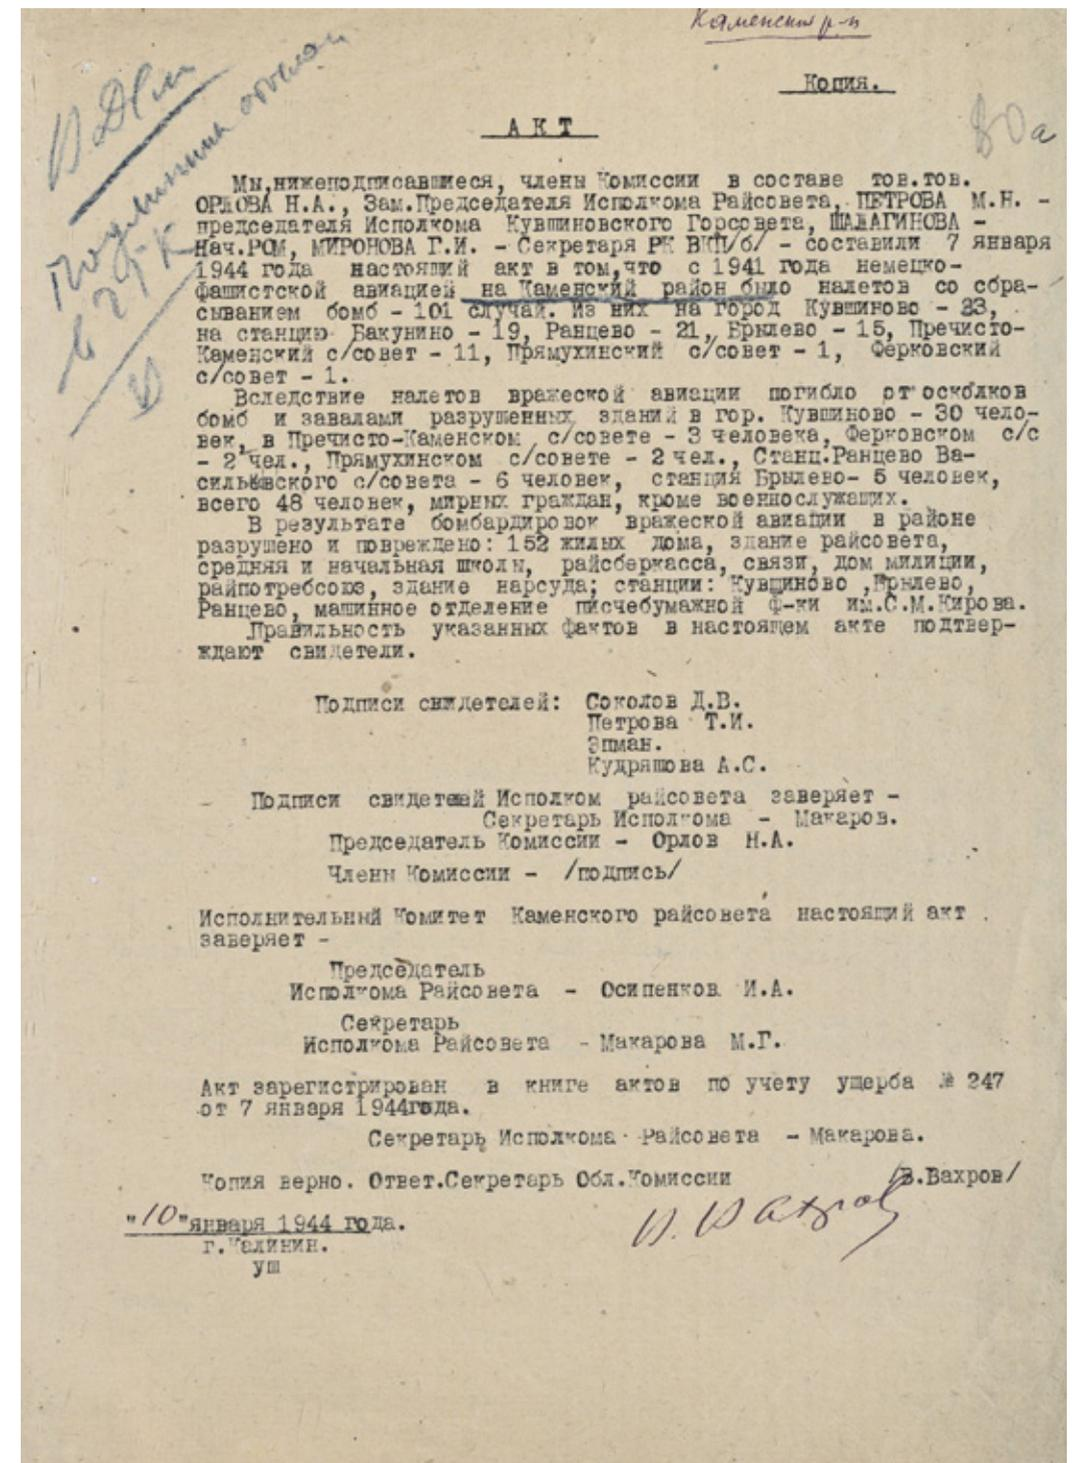 Каменский р-н
Копия.
АКТ
80а
В Дело
Подлинник отослан
в ЧГК
Мы,нижеподписавшиеся, члены Комиссии в составе тов.тов.
ОРЛОВА Н.А., Зам.Председателя Исполкома Райсовета, ПЕТРОВА М.Н. -
председателя Исполкома Кувшиновского Горсовета, ШАЛАГИНОВА -
Нач.РОМ, МИРОНОВА Г.И. - Секретаря РК ВКП/б/ - составили 7 января
1944 года настоящий акт в том,что с 1941 года немецко-
фашистской авиацией на Каменский район было налетов со сбра-
сыванием бомб - 101 случай. Из них на город Кувшиново - 33,
на станцию Бакунино - 19, Ранцево - 21, Брылево - 15, Пречисто-
Каменский с/совет - 11, Прямухинский с/совет - 1, Ферковский
с/совет - 1.
Вследствие налетов вражеской авиации погибло от осколков
бомб и завалами разрушенных зданий в гор. Кувшиново - 30 чело-
век, в Пречисто-Каменском с/совете - 3 человека, Ферковском с/с
- 2 чел., Прямухинском с/совете - 2 чел., Станц.Ранцево Ва-
сильевского с/совета - 6 человек, станция Брылево- 5 человек,
всего 48 человек, мирных граждан, кроме военнослужащих.
В результате бомбардировок вражеской авиации в районе
разрушено и повреждено: 152 жилых дома, здание райсовета,
средняя и начальная школы, райсберкасса, связи, дом милиции,
райпотребсоюз, здание нарсуда; станции: Кувшиново ,Брылево,
Ранцево, машинное отделение писчебумажной ф-ки им.С.М.Кирова.
Правильность указанных фактов в настоящем акте подтвер-
ждают свидетели.
Подписи свидетелей: Соколов Д.В.
Петрова Т.И.
Эпман.
Кудряшова А.С.
Подписи свидетелей Исполком райсовета заверяет -
Секретарь Исполкома - Макаров.
Председатель Комиссии - Орлов Н.А.
Члены Комиссии - /подпись/
Исполнительный Комитет Каменского райсовета настоящий акт
заверяет -
Председатель
Исполкома Райсовета - Осипенков И.А.
Секретарь
Исполкома Райсовета - Макарова М.Г.
Акт зарегистрирован в книге актов по учету ущерба № 247
от 7 января 1944года.
Секретарь Исполкома Райсовета - Макарова.
Копия верно. Ответ.Секретарь Обл.Комиссии /В.Вахров/
В. Вахров
"10"января 1944 года.
г.Калинин.
уш